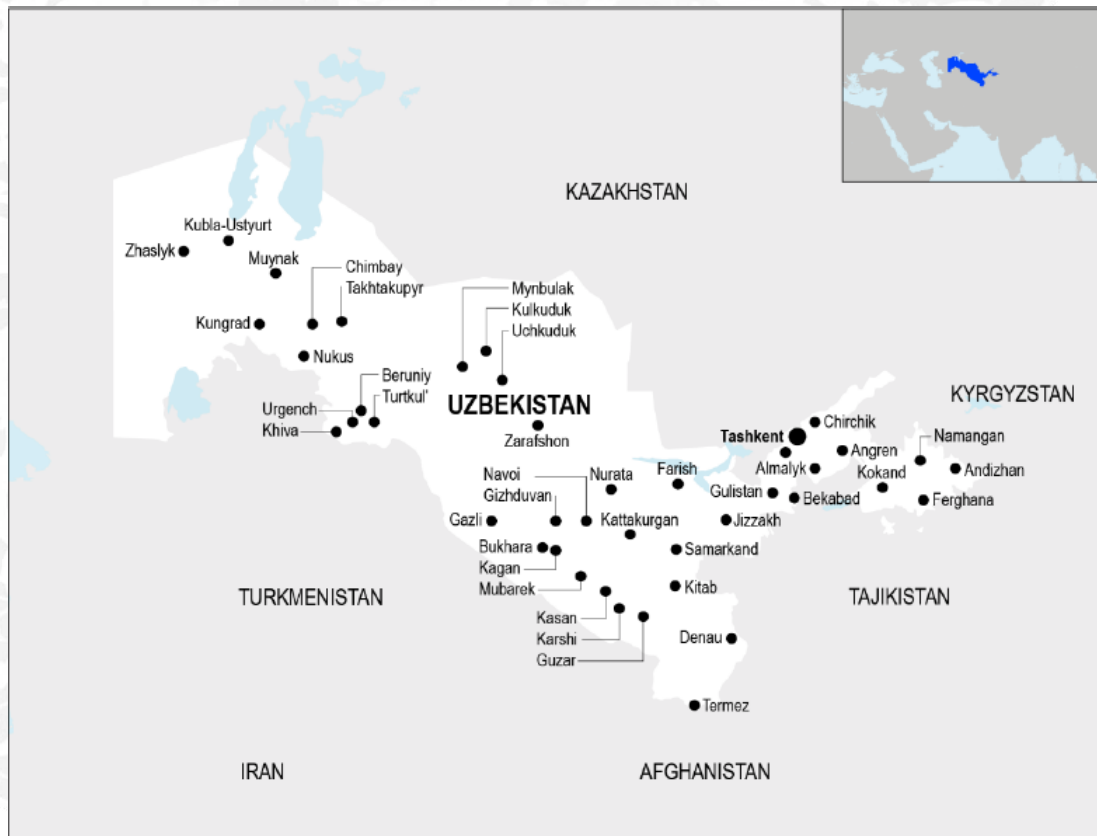 KAZAKHSTAN
Kubla-Ustyurt
Zhaslyk
Muynak
Chimbay
Takhtakupyr
Mynbulak
Kulkuduk
Uchkuduk
Kungrad
Nukus
Beruniy
Turtkul'
Urgench
Khiva
UZBEKISTAN
Zarafshon
KYRGYZSTAN
Chirchik
Tashkent
Angren
Namangan
Almalyk
Kokand
Andizhan
Gulistan
Bekabad
Ferghana
Navoi
Nurata
Farish
Gizhduvan
Gazli
Kattakurgan
Jizzakh
Bukhara
Samarkand
Kagan
Mubarek
Kitab
TURKMENISTAN
TAJIKISTAN
Kasan
Karshi
Guzar
Denau
Termez
IRAN
AFGHANISTAN